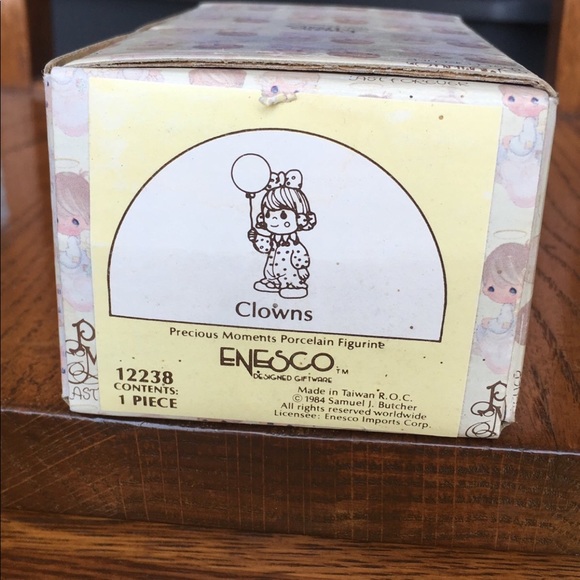 Clowns
Precious Moments Porcelain Figurine
ENESCO™
DESIGNED GIFTWARE
12238
CONTENTS:
1 PIECE
Made in Taiwan R.O.C.
© 1984 Samuel J. Butcher
All rights reserved worldwide
Licensee: Enesco Imports Corp.